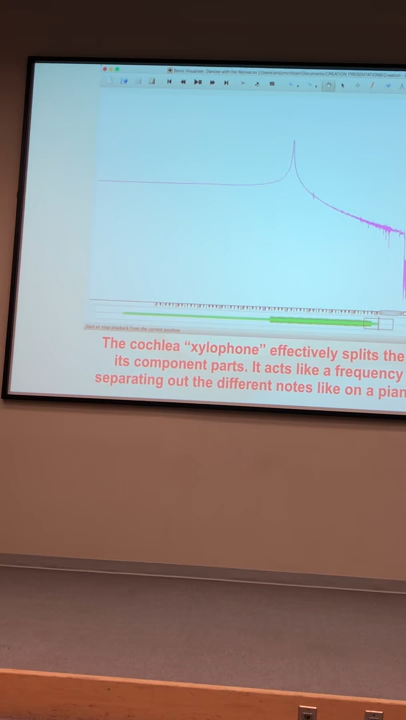 The cochlea “xylophone” effectively splits the
its component parts. It acts like a frequency
separating out the different notes like on a pian